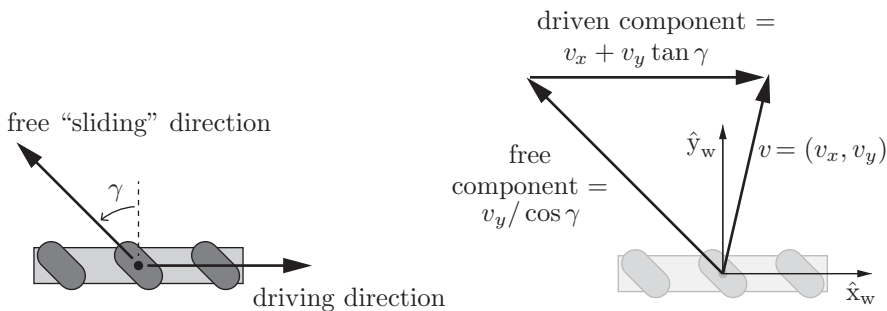 free “sliding” direction
γ
driving direction
driven component =
v_x + v_y tan γ
free
component =
v_y / cos γ
ŷ_w
v = (v_x, v_y)
x̂_w